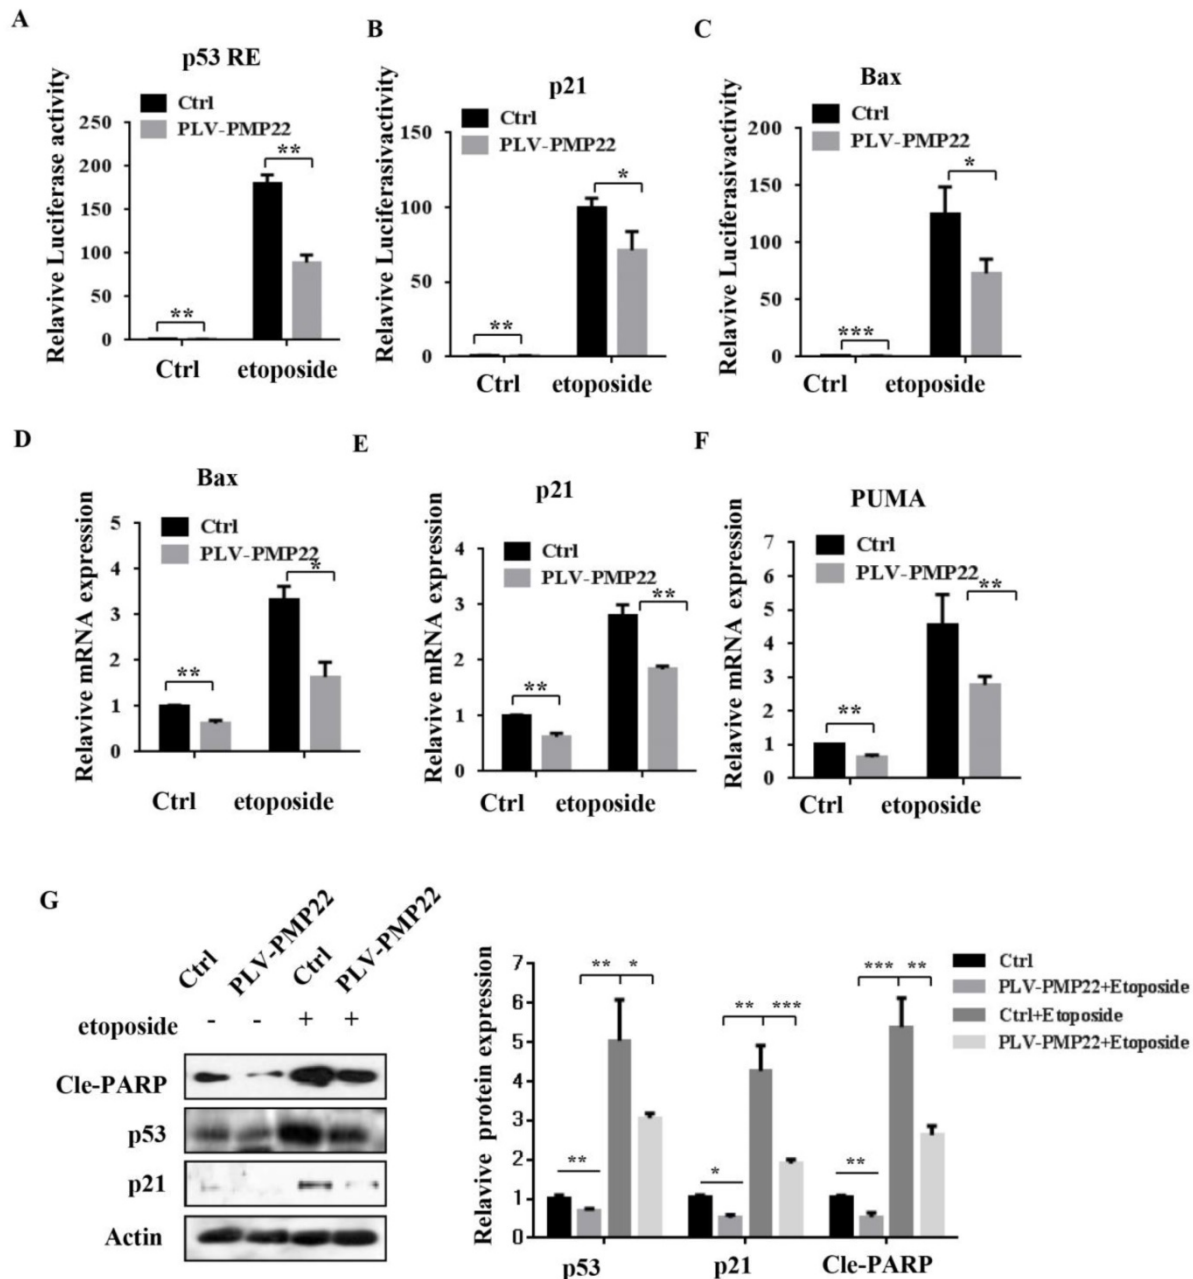 A
p53 RE
Relavive Luciferase activity
Ctrl
PLV-PMP22
250
200
150
100
50
0
**
**
Ctrl
etoposide
B
p21
Relavive Luciferasivactivity
Ctrl
PLV-PMP22
150
100
50
0
**
*
Ctrl
etoposide
C
Bax
Relavive Luciferasivactivity
Ctrl
PLV-PMP22
200
150
100
50
0
***
*
Ctrl
etoposide
D
Bax
Relavive mRNA expression
Ctrl
PLV-PMP22
5
4
3
2
1
0
**
*
Ctrl
etoposide
E
p21
Relavive mRNA expression
Ctrl
PLV-PMP22
4
3
2
1
0
**
**
Ctrl
etoposide
F
PUMA
Relavive mRNA expression
Ctrl
PLV-PMP22
7
6
5
4
3
2
1
0
**
**
Ctrl
etoposide
G
Ctrl
PLV-PMP22
Ctrl
PLV-PMP22
etoposide - - + +
Cle-PARP
p53
p21
Actin
Relavive protein expression
7
6
5
4
3
2
1
0
**
** *
*
** ***
**
*** **
p53
p21
Cle-PARP
Ctrl
PLV-PMP22+Etoposide
Ctrl+Etoposide
PLV-PMP22+Etoposide